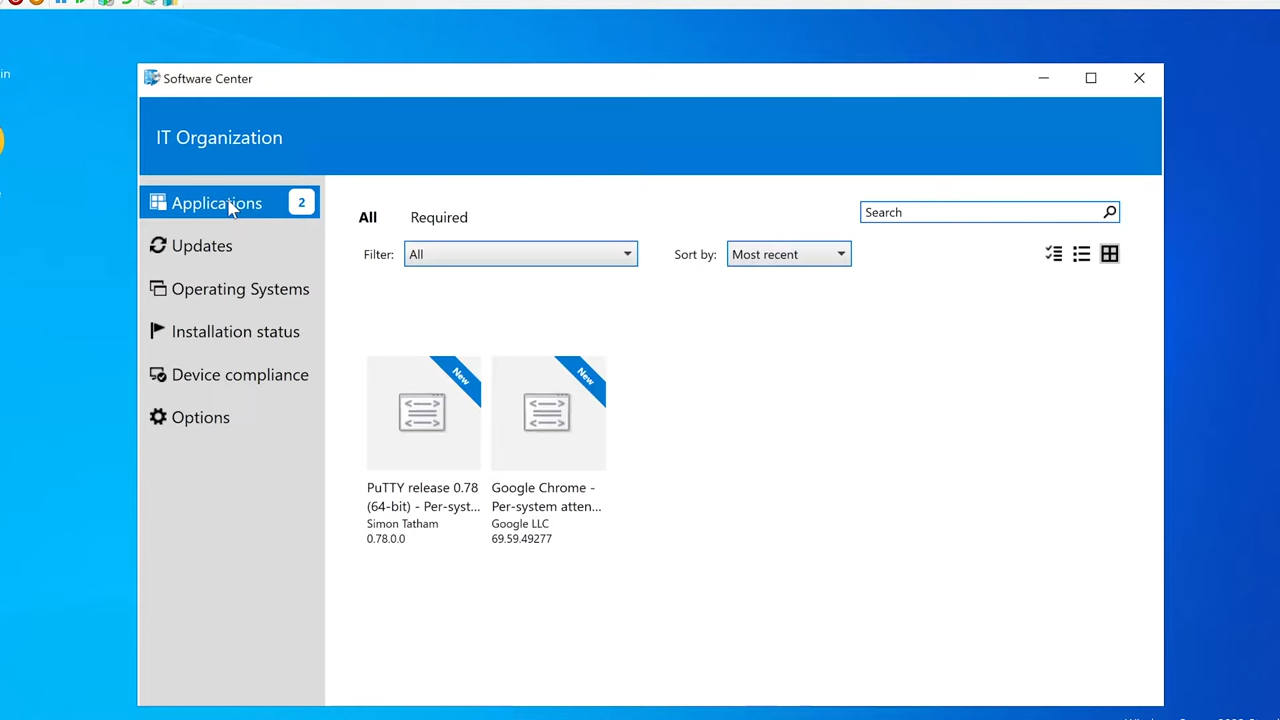 in
Software Center
IT Organization
Applications 2
Updates
Operating Systems
Installation status
Device compliance
Options
All Required
Search
Filter: All
Sort by: Most recent
New
New
PuTTY release 0.78
(64-bit) - Per-syst...
Simon Tatham
0.78.0.0
Google Chrome -
Per-system atten...
Google LLC
69.59.49277